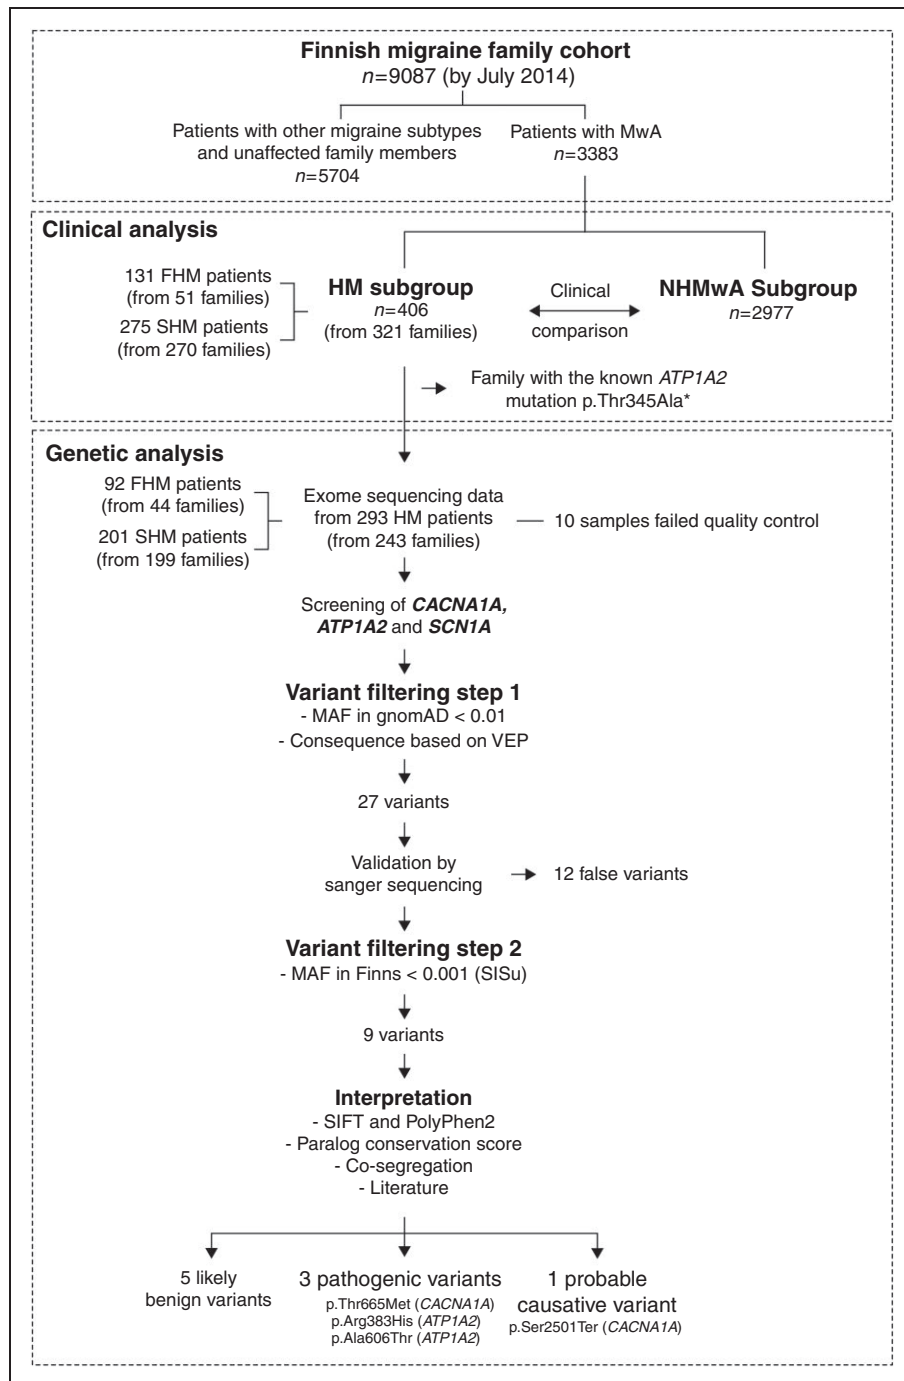 Finnish migraine family cohort
n=9087 (by July 2014)
Patients with other migraine subtypes
and unaffected family members
n=5704
Patients with MwA
n=3383
Clinical analysis
131 FHM patients
(from 51 families)
275 SHM patients
(from 270 families)
HM subgroup
n=406
(from 321 families)
Clinical
comparison
NHMwA Subgroup
n=2977
Family with the known ATP1A2
mutation p.Thr345Ala*
Genetic analysis
92 FHM patients
(from 44 families)
201 SHM patients
(from 199 families)
Exome sequencing data
from 293 HM patients
(from 243 families)
10 samples failed quality control
Screening of CACNA1A,
ATP1A2 and SCN1A
Variant filtering step 1
- MAF in gnomAD < 0.01
- Consequence based on VEP
27 variants
Validation by
sanger sequencing
12 false variants
Variant filtering step 2
- MAF in Finns < 0.001 (SISu)
9 variants
Interpretation
- SIFT and PolyPhen2
- Paralog conservation score
- Co-segregation
- Literature
5 likely
benign variants
3 pathogenic variants
p.Thr665Met (CACNA1A)
p.Arg383His (ATP1A2)
p.Ala606Thr (ATP1A2)
1 probable
causative variant
p.Ser2501Ter (CACNA1A)